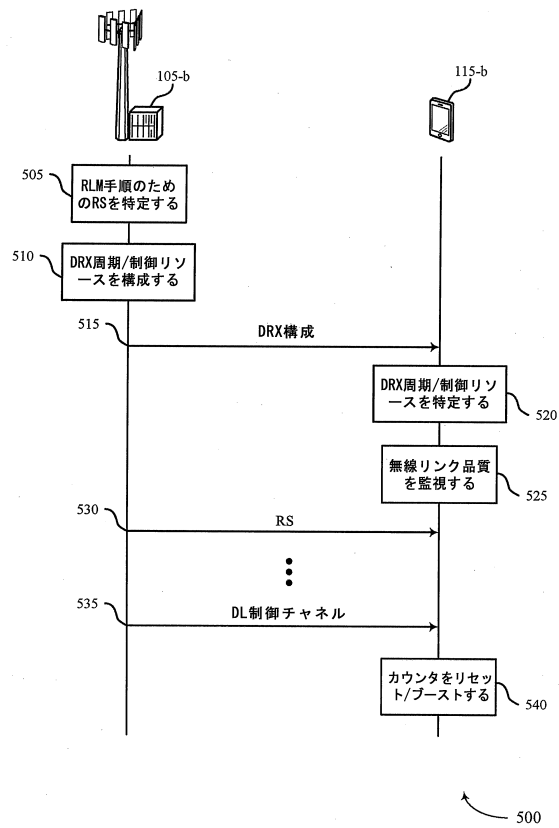 105-b
115-b
505
RLM手順のため
のRSを特定する
510
DRX周期/制御リソ
ースを構成する
515
DRX構成
DRX周期/制御リソ
ースを特定する
520
無線リンク品質
を監視する
525
530
RS
535
DL制御チャネル
カウンタをリセッ
ト/ブーストする
540
500